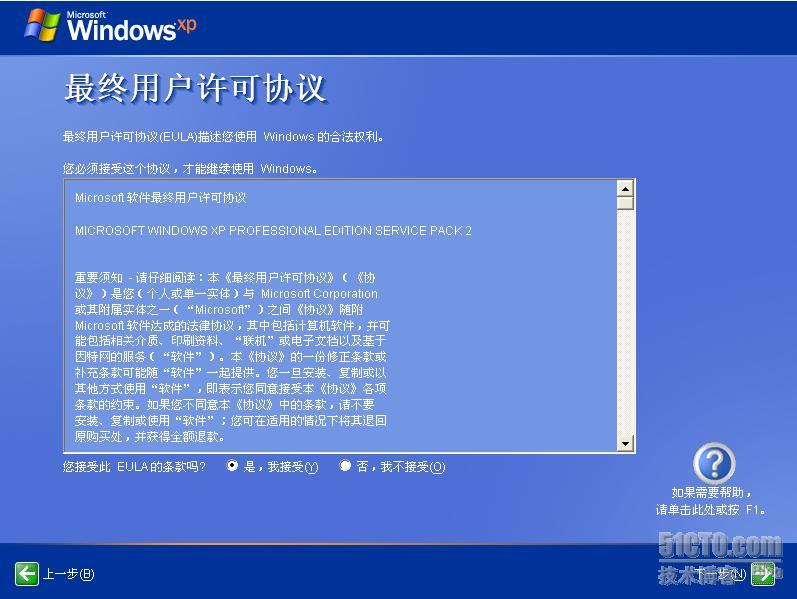 Microsoft
Windows xp
最终用户许可协议
最终用户许可协议(EULA)描述您使用 Windows 的合法权利。
您必须接受这个协议，才能继续使用 Windows。
Microsoft 软件最终用户许可协议
MICROSOFT WINDOWS XP PROFESSIONAL EDITION SERVICE PACK 2
重要须知 - 请仔细阅读：本《最终用户许可协议》（《协
议》）是您（个人或单一实体）与 Microsoft Corporation
或其附属实体之一（“Microsoft”）之间《协议》随附
Microsoft 软件达成的法律协议，其中包括计算机软件，并可
能包括相关介质、印刷资料、“联机”或电子文档以及基于
因特网的服务（“软件”）。本《协议》的一份修正条款或
补充条款可能随“软件”一起提供。您一旦安装、复制或以
其他方式使用“软件”，即表示您同意接受本《协议》各项
条款的约束。如果您不同意本《协议》中的条款，请不要
安装、复制或使用“软件”；您可在适用的情况下将其退回
原购买处，并获得全额退款。
您接受此 EULA 的条款吗? 是，我接受(Y) 否，我不接受(O)
?
如果需要帮助，
请单击此处或按 F1。
51CTO.com
技术博客 Blog
上一步(B) 下一步(N)